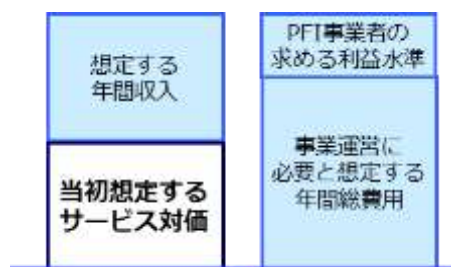 想定する
年間収入
当初想定する
サービス対価
PFI事業者の
求める利益水準
事業運営に
必要と想定する
年間総費用